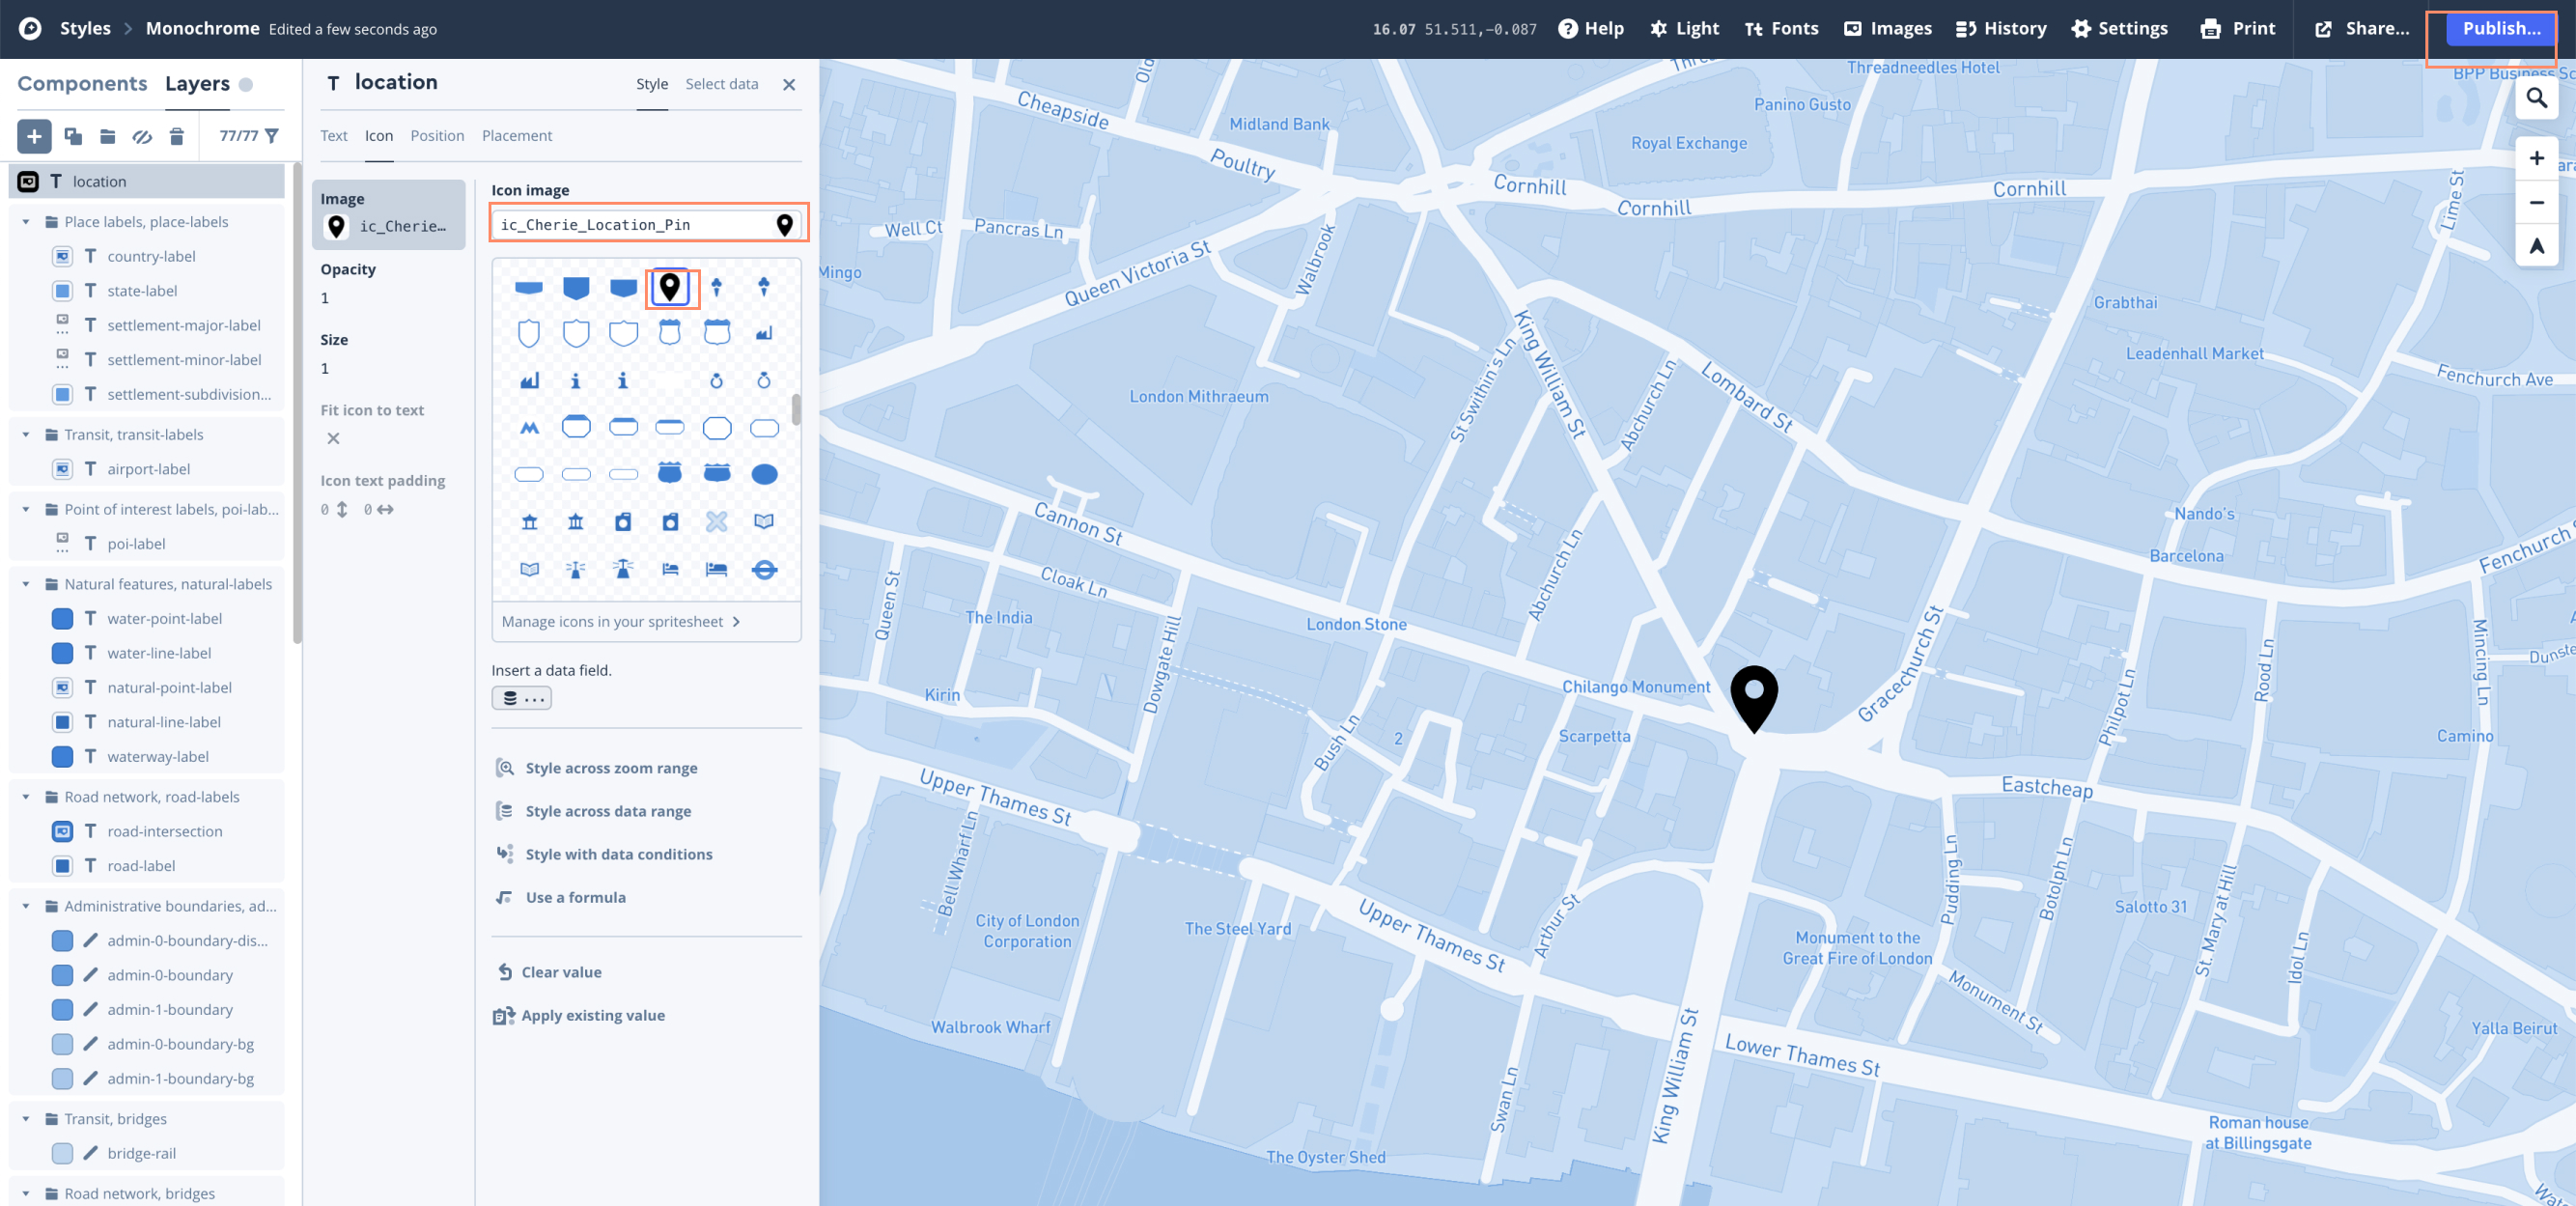 Styles > Monochrome Edited a few seconds ago
16.07 51.511,−0.087
Help
Light
Fonts
Images
History
Settings
Print
Share...
Publish...
Components
Layers
77/77
location
Place labels, place-labels
country-label
state-label
settlement-major-label
settlement-minor-label
settlement-subdivision...
Transit, transit-labels
airport-label
Point of interest labels, poi-lab...
poi-label
Natural features, natural-labels
water-point-label
water-line-label
natural-point-label
natural-line-label
waterway-label
Road network, road-labels
road-intersection
road-label
Administrative boundaries, ad...
admin-0-boundary-dis...
admin-0-boundary
admin-1-boundary
admin-0-boundary-bg
admin-1-boundary-bg
Transit, bridges
bridge-rail
Road network, bridges
location
Style
Select data
Text
Icon
Position
Placement
Image
ic_Cherie…
Opacity
1
Size
1
Fit icon to text
Icon text padding
0
0
Icon image
ic_Cherie_Location_Pin
Manage icons in your spritesheet
Insert a data field.
...
Style across zoom range
Style across data range
Style with data conditions
Use a formula
Clear value
Apply existing value
Old
Threadneedles Hotel
BPP Business Sc
Cheapside
Midland Bank
Panino Gusto
Royal Exchange
Poultry
Cornhill
Cornhill
Cornhill
Lime St
Well Ct
Pancras Ln
Walbrook
Mingo
Queen Victoria St
Grabthai
Leadenhall Market
Fenchurch Ave
King William St
St Swithin's Ln
Abchurch Ln
Lombard St
London Mithraeum
Cannon St
Nando's
Barcelona
Fenchurch
Cloak Ln
Queen St
The India
London Stone
Abchurch Ln
Dowgate Hill
Kirin
Chilango Monument
Gracechurch St
Philpot Ln
Rood Ln
Mincing Ln
Dunste
Bush Ln
2
Scarpetta
Camino
Upper Thames St
Eastcheap
Bell Wharf Ln
City of London
Corporation
The Steel Yard
Upper Thames St
Arthur St
Pudding Ln
Botolph Ln
Salotto 31
St. Mary at Hill
Idol Ln
Monument to the
Great Fire of London
Monument St
Walbrook Wharf
Yalla Beirut
Lower Thames St
King William St
Swan Ln
The Oyster Shed
Roman house
at Billingsgate